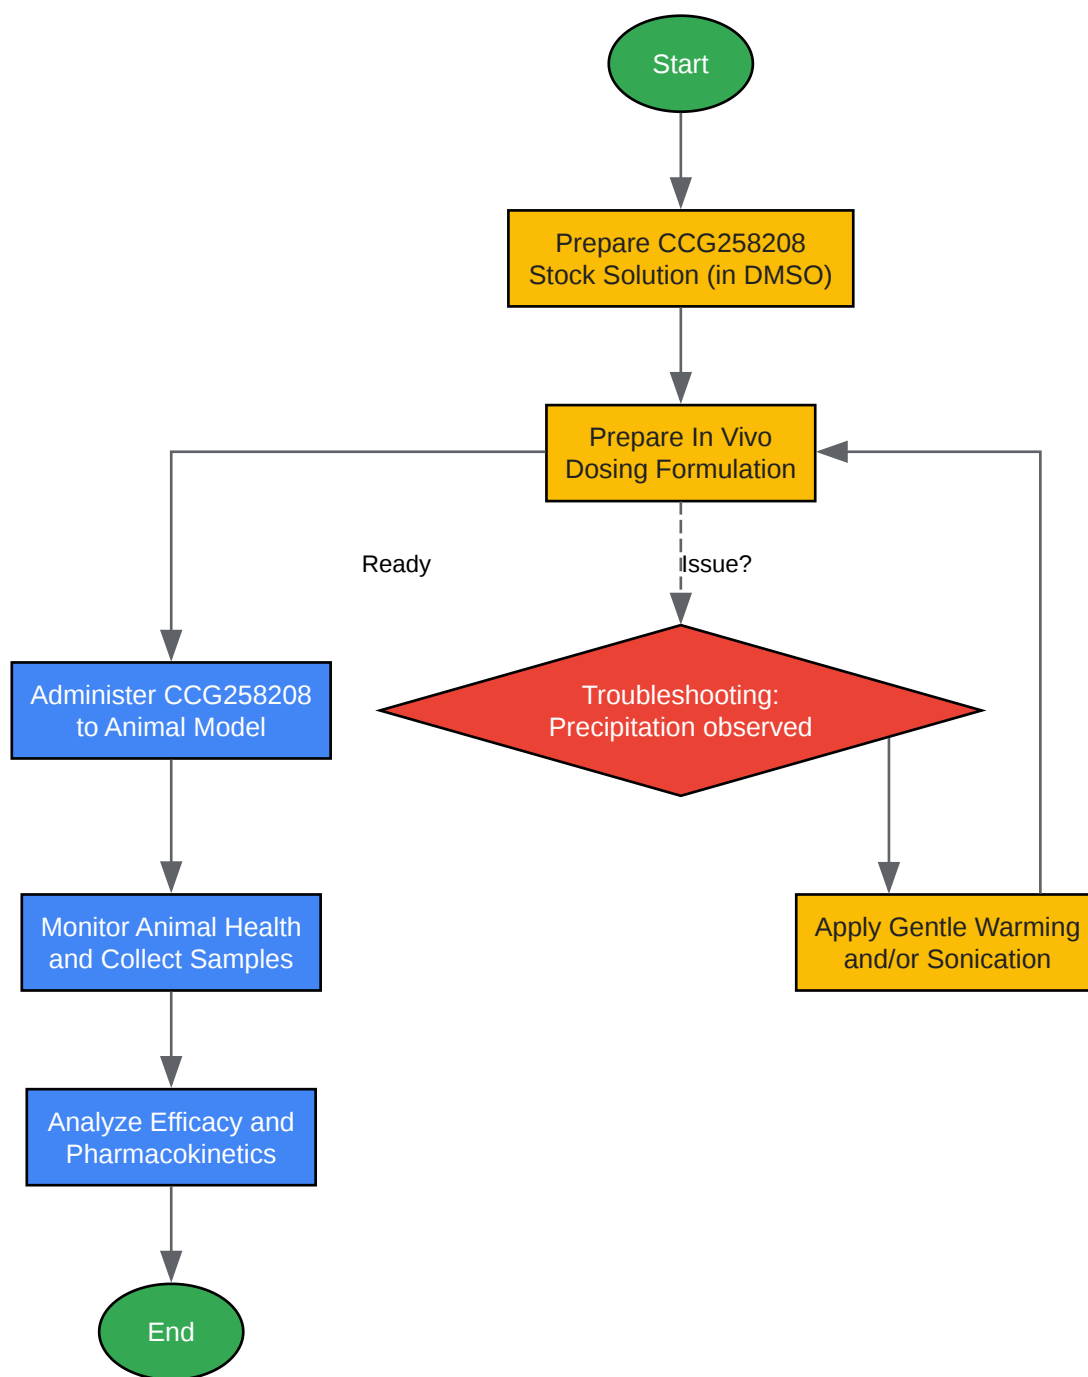 Start
Prepare CCG258208
Stock Solution (in DMSO)
Prepare In Vivo
Dosing Formulation
Ready
Issue?
Administer CCG258208
to Animal Model
Troubleshooting:
Precipitation observed
Monitor Animal Health
and Collect Samples
Apply Gentle Warming
and/or Sonication
Analyze Efficacy and
Pharmacokinetics
End